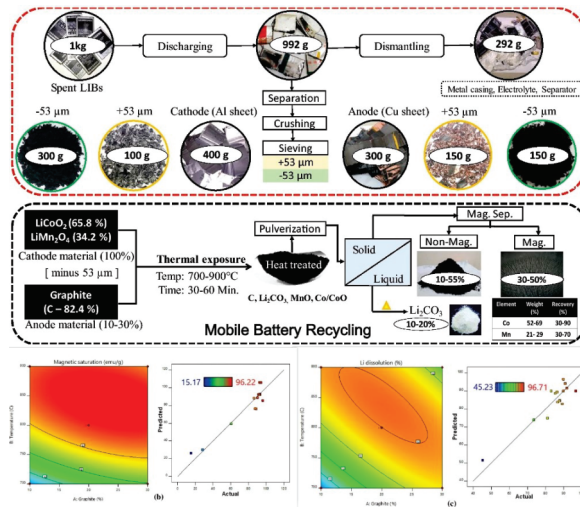 1kg
Discharging
992 g
Dismantling
292 g
Spent LIBs
Metal casing, Electrolyte, Separator
Separation
Crushing
Sieving
+53 µm
-53 µm
-53 µm
+53 µm
Cathode (Al sheet)
Anode (Cu sheet)
+53 µm
-53 µm
300 g
100 g
400 g
300 g
150 g
150 g
LiCoO2 (65.8 %)
LiMn2O4 (34.2 %)
Cathode material (100%)
[ minus 53 µm ]
Graphite
(C – 82.4 %)
Anode material (10-30%)
Thermal exposure
Temp: 700-900°C
Time: 30-60 Min.
Pulverization
Heat treated
C, Li2CO3, MnO, Co/CoO
Solid
Liquid
Mag. Sep.
Non-Mag.
Mag.
10-55%
30-50%
Li2CO3
10-20%
Element Weight (%) Recovery (%)
Co 52-69 30-90
Mn 21-29 30-70
Mobile Battery Recycling
Magnetic saturation (emu/g)
B: Temperature (C)
A: Graphite (%)
(b)
15.17 96.22
Predicted
Actual
Li dissolution (%)
B: Temperature (C)
A: Graphite (%)
45.23 96.71
Predicted
Actual
(c)